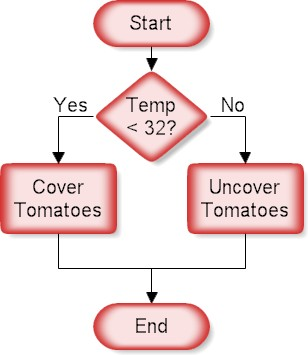 Start
Temp
< 32?
Yes
No
Cover
Tomatoes
Uncover
Tomatoes
End